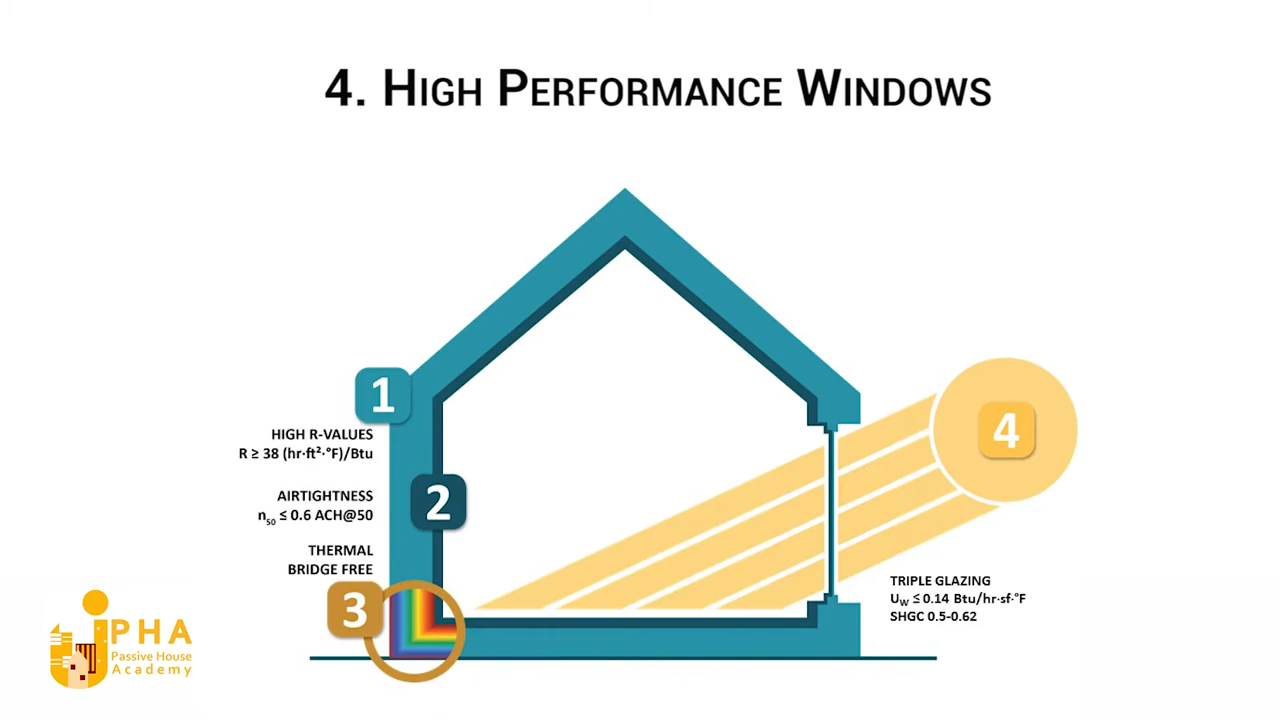 4. High Performance Windows
1
HIGH R-VALUES
R ≥ 38 (hr·ft²·°F)/Btu
2
AIRTIGHTNESS
n50 ≤ 0.6 ACH@50
THERMAL
BRIDGE FREE
3
4
TRIPLE GLAZING
UW ≤ 0.14 Btu/hr·sf·°F
SHGC 0.5-0.62
PHA
Passive House
Academy